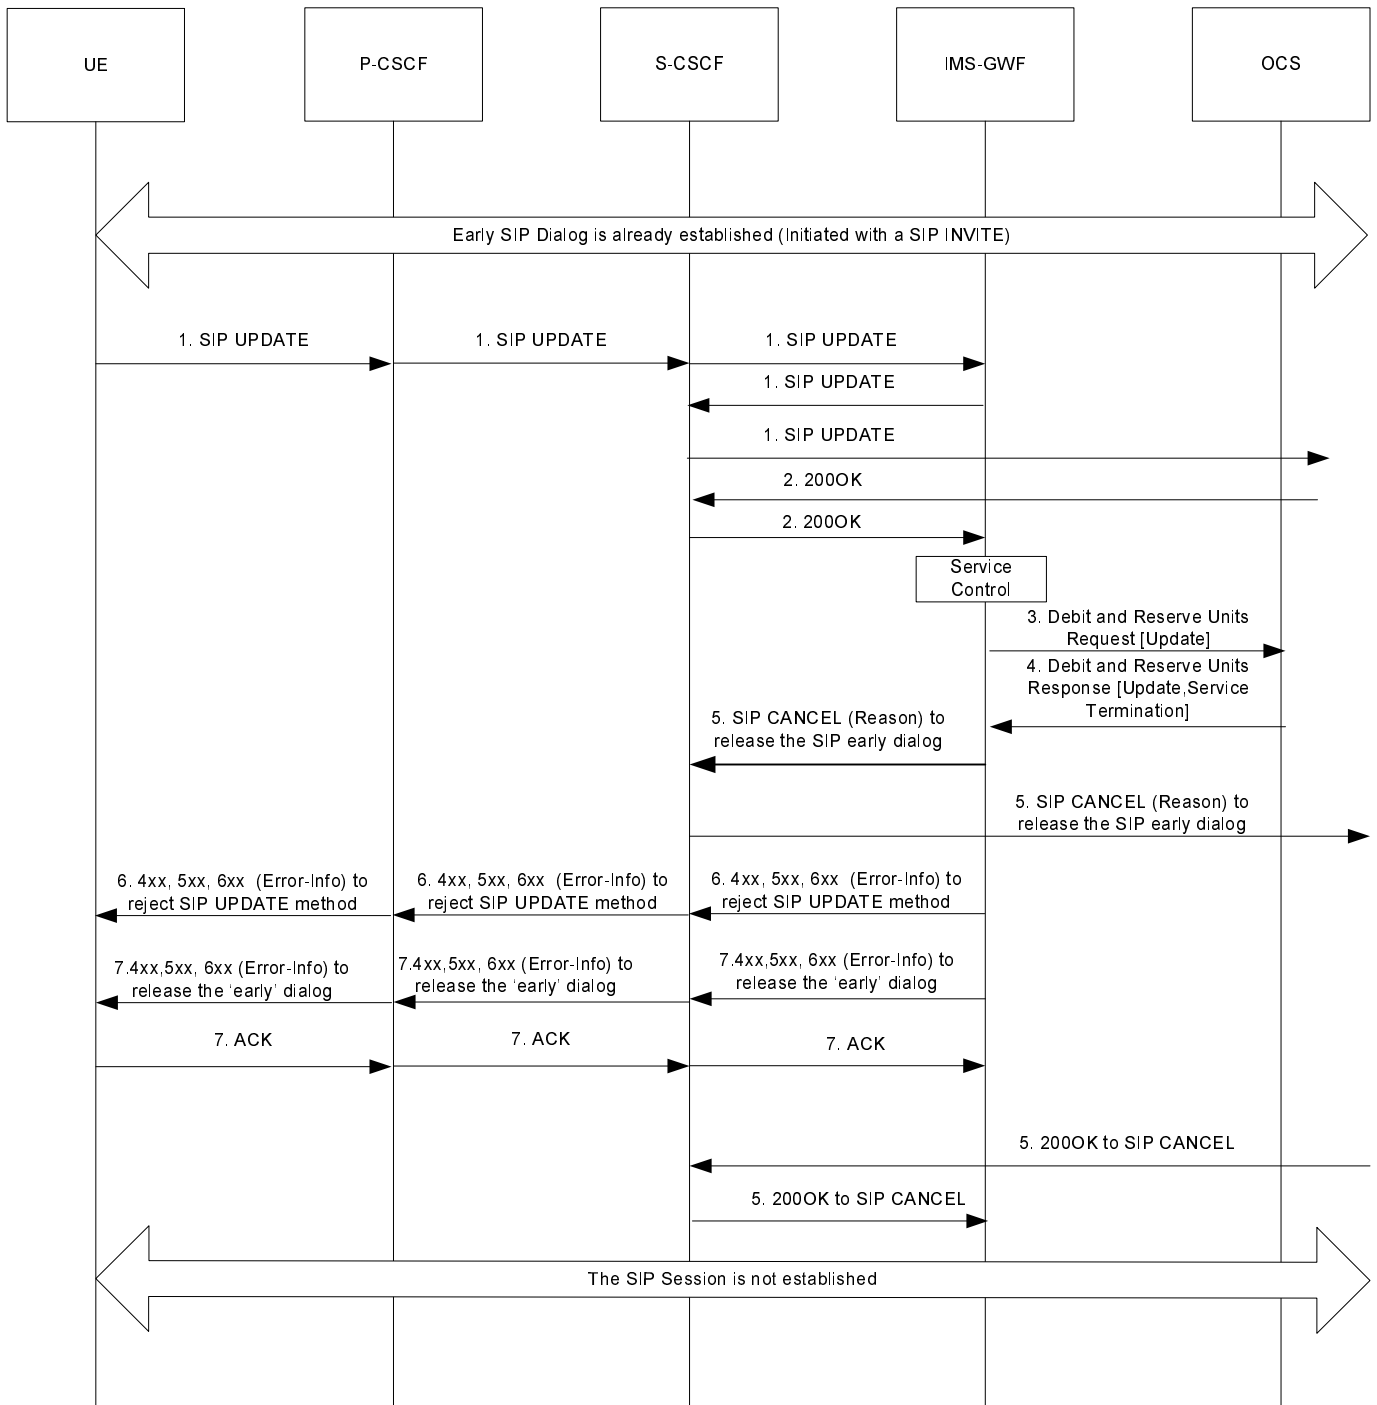 UE
P-CSCF
S-CSCF
IMS-GWF
OCS
Early SIP Dialog is already established (Initiated with a SIP INVITE)
1. SIP UPDATE
1. SIP UPDATE
1. SIP UPDATE
1. SIP UPDATE
1. SIP UPDATE
2. 200OK
2. 200OK
Service
Control
3. Debit and Reserve Units
Request [Update]
4. Debit and Reserve Units
Response [Update,Service
Termination]
5. SIP CANCEL (Reason) to
release the SIP early dialog
5. SIP CANCEL (Reason) to
release the SIP early dialog
6. 4xx, 5xx, 6xx (Error-Info) to
reject SIP UPDATE method
6. 4xx, 5xx, 6xx (Error-Info) to
reject SIP UPDATE method
6. 4xx, 5xx, 6xx (Error-Info) to
reject SIP UPDATE method
7.4xx,5xx, 6xx (Error-Info) to
release the ‘early’ dialog
7.4xx,5xx, 6xx (Error-Info) to
release the ‘early’ dialog
7.4xx,5xx, 6xx (Error-Info) to
release the ‘early’ dialog
7. ACK
7. ACK
7. ACK
5. 200OK to SIP CANCEL
5. 200OK to SIP CANCEL
The SIP Session is not established